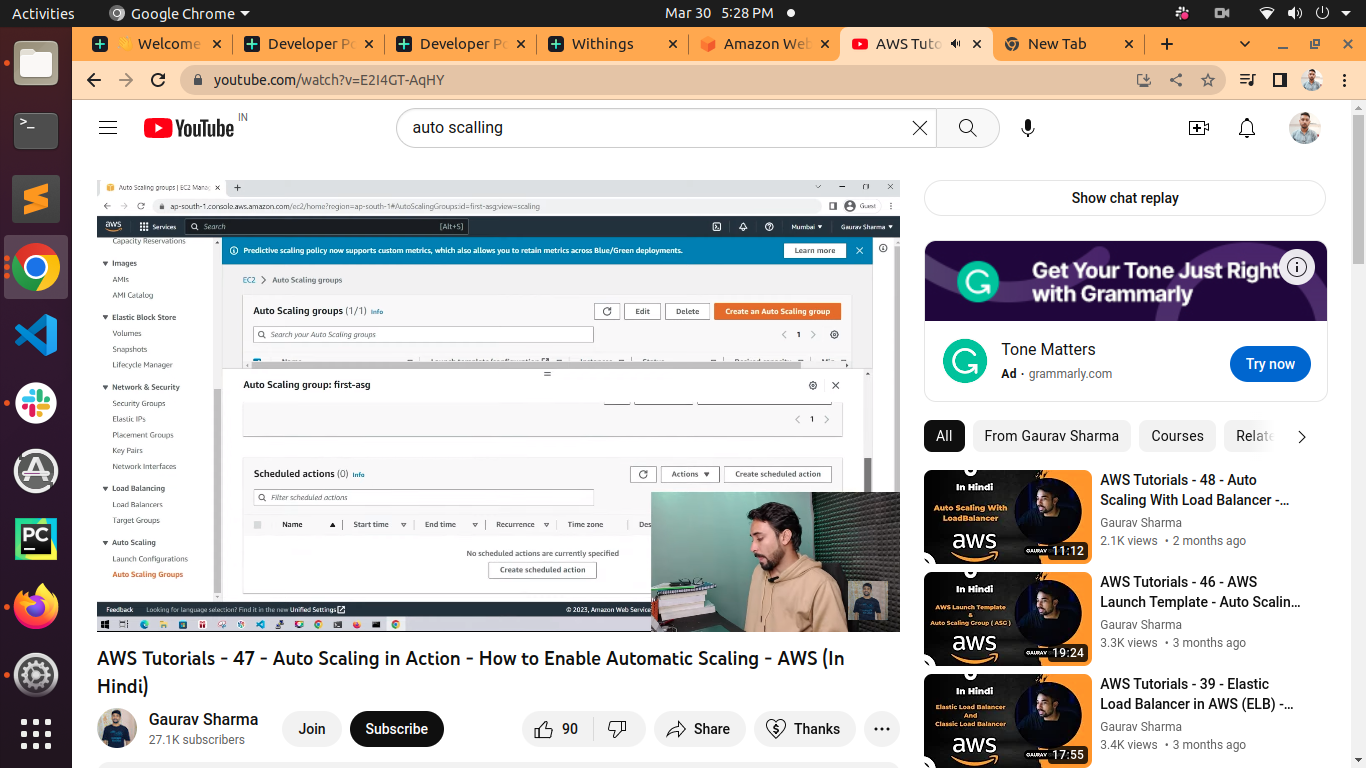 Activities
Google Chrome
Mar 30 5:28 PM
Welcome
Developer Po
Developer Po
Withings
Amazon Web
AWS Tuto
New Tab
youtube.com/watch?v=E2I4GT-AqHY
YouTube
IN
auto scalling
Auto Scaling groups | EC2 Mana
ap-south-1.console.aws.amazon.com/ec2/home?region=ap-south-1#AutoScalingGroups:id=first-asg;view=scaling
Guest
aws
Services
Search
[Alt+S]
Mumbai
Gaurav Sharma
Capacity Reservations
Images
AMIs
AMI Catalog
Elastic Block Store
Volumes
Snapshots
Lifecycle Manager
Network & Security
Security Groups
Elastic IPs
Placement Groups
Key Pairs
Network Interfaces
Load Balancing
Load Balancers
Target Groups
Auto Scaling
Launch Configurations
Auto Scaling Groups
Predictive scaling policy now supports custom metrics, which also allows you to retain metrics across Blue/Green deployments.
Learn more
EC2 > Auto Scaling groups
Auto Scaling groups (1/1) Info
Edit
Delete
Create an Auto Scaling group
Search your Auto Scaling groups
1
Auto Scaling group: first-asg
1
Scheduled actions (0) Info
Actions
Create scheduled action
Filter scheduled actions
Name
Start time
End time
Recurrence
Time zone
Des
No scheduled actions are currently specified
Create scheduled action
Feedback
Looking for language selection? Find it in the new Unified Settings
© 2023, Amazon Web Service
AWS Tutorials - 47 - Auto Scaling in Action - How to Enable Automatic Scaling - AWS (In
Hindi)
Gaurav Sharma
27.1K subscribers
Join
Subscribe
90
Share
Thanks
Show chat replay
Get Your Tone Just Right
with Grammarly
Tone Matters
Ad · grammarly.com
Try now
All
From Gaurav Sharma
Courses
Relate
In Hindi
Auto Scaling With
LoadBalancer
aws
GAURAV
11:12
AWS Tutorials - 48 - Auto
Scaling With Load Balancer -...
Gaurav Sharma
2.1K views • 2 months ago
In Hindi
AWS Launch Template
&
Auto Scaling Group ( ASG )
aws
GAURAV
19:24
AWS Tutorials - 46 - AWS
Launch Template - Auto Scalin...
Gaurav Sharma
3.3K views • 3 months ago
In Hindi
Elastic Load Balancer
And
Classic Load Balancer
aws
GAURAV
17:55
AWS Tutorials - 39 - Elastic
Load Balancer in AWS (ELB) -...
Gaurav Sharma
3.4K views • 3 months ago